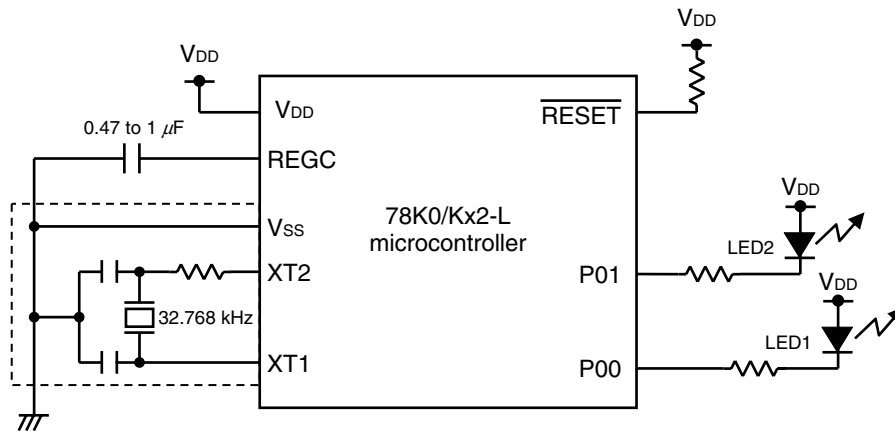 VDD
VDD
VDD
RESET
0.47 to 1 µF
REGC
78K0/Kx2-L
microcontroller
VSS
VDD
LED2
XT2
P01
VDD
32.768 kHz
LED1
XT1
P00